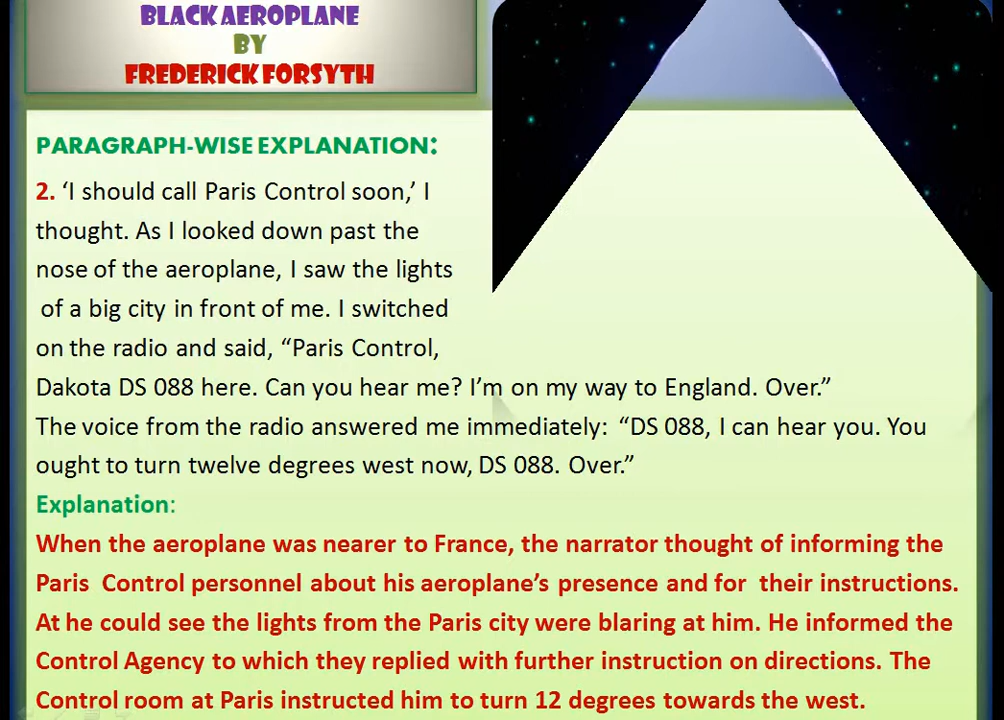 BLACK AEROPLANE
BY
FREDERICK FORSYTH
PARAGRAPH-WISE EXPLANATION:
2. ‘I should call Paris Control soon,’ I
thought. As I looked down past the
nose of the aeroplane, I saw the lights
of a big city in front of me. I switched
on the radio and said, “Paris Control,
Dakota DS 088 here. Can you hear me? I’m on my way to England. Over.”
The voice from the radio answered me immediately: “DS 088, I can hear you. You
ought to turn twelve degrees west now, DS 088. Over.”
Explanation:
When the aeroplane was nearer to France, the narrator thought of informing the
Paris Control personnel about his aeroplane’s presence and for their instructions.
At he could see the lights from the Paris city were blaring at him. He informed the
Control Agency to which they replied with further instruction on directions. The
Control room at Paris instructed him to turn 12 degrees towards the west.